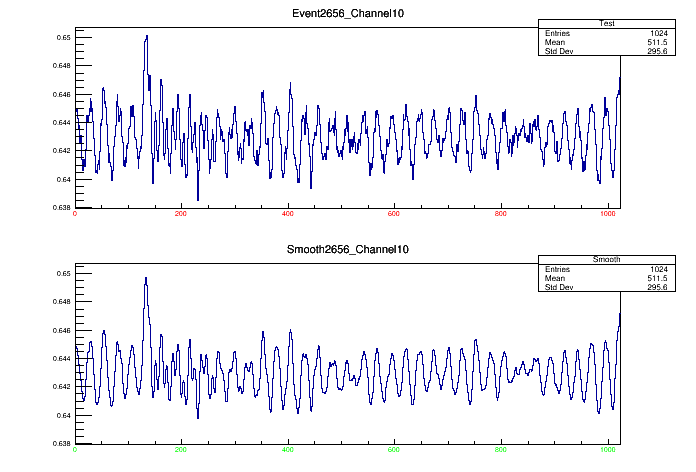 Event2656_Channel10
Test
Entries 1024
Mean 511.5
Std Dev 295.6
0.65
0.648
0.646
0.644
0.642
0.64
0.638
0 200 400 600 800 1000
Smooth2656_Channel10
Smooth
Entries 1024
Mean 511.5
Std Dev 295.6
0.65
0.648
0.646
0.644
0.642
0.64
0.638
0 200 400 600 800 1000